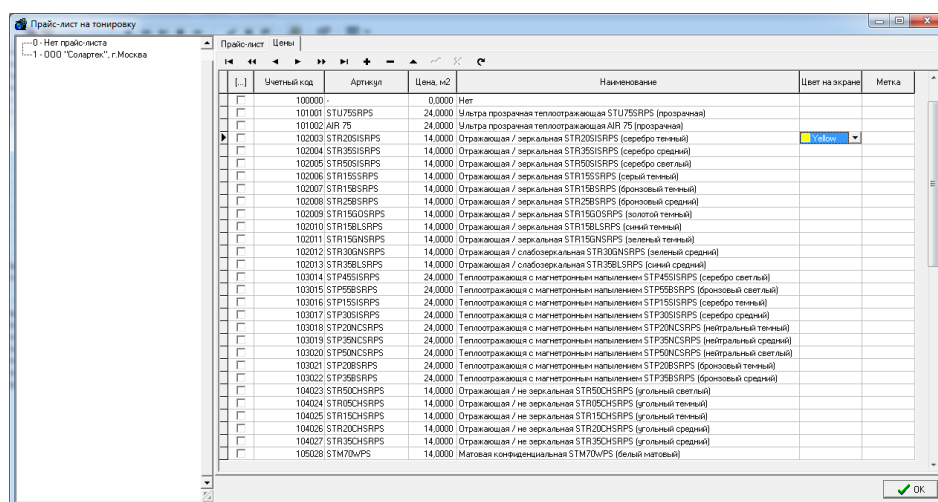 Прайс-лист на тонировку
0 - Нет прайс-листа
1 - ООО "Солартек", г.Москва
Прайс-лист Цены
[...] Учетный код Артикул Цена, м2 Наименование Цвет на экране Метка
100000 - 0,0000 Нет
101001 STU75SRPS 24,0000 Ультра прозрачная теплоотражающая STU75SRPS (прозрачная)
101002 AIR 75 24,0000 Ультра прозрачная теплоотражающая AIR 75 (прозрачная)
102003 STR20SISRPS 14,0000 Отражающая / зеркальная STR20SISRPS (серебро темный) Yellow
102004 STR35SISRPS 14,0000 Отражающая / зеркальная STR35SISRPS (серебро средний)
102005 STR50SISRPS 14,0000 Отражающая / зеркальная STR50SISRPS (серебро светлый)
102006 STR15SSRPS 14,0000 Отражающая / зеркальная STR15SSRPS (серый темный)
102007 STR15BSRPS 14,0000 Отражающая / зеркальная STR15BSRPS (бронзовый темный)
102008 STR25BSRPS 14,0000 Отражающая / зеркальная STR25BSRPS (бронзовый средний)
102009 STR15GOSRPS 14,0000 Отражающая / зеркальная STR15GOSRPS (золотой темный)
102010 STR15BLSRPS 14,0000 Отражающая / зеркальная STR15BLSRPS (синий темный)
102011 STR15GNSRPS 14,0000 Отражающая / зеркальная STR15GNSRPS (зеленый темный)
102012 STR30GNSRPS 14,0000 Отражающая / слабозеркальная STR30GNSRPS (зеленый средний)
102013 STR35BLSRPS 14,0000 Отражающая / слабозеркальная STR35BLSRPS (синий средний)
103014 STP45SISRPS 24,0000 Теплоотражающя с магнетронным напылением STP45SISRPS (серебро светлый)
103015 STP55BSRPS 24,0000 Теплоотражающя с магнетронным напылением STP55BSRPS (бронзовый светлый)
103016 STP15SISRPS 24,0000 Теплоотражающя с магнетронным напылением STP15SISRPS (серебро темный)
103017 STP30SISRPS 24,0000 Теплоотражающя с магнетронным напылением STP30SISRPS (серебро средний)
103018 STP20NCSRPS 24,0000 Теплоотражающя с магнетронным напылением STP20NCSRPS (нейтральный темный)
103019 STP35NCSRPS 24,0000 Теплоотражающя с магнетронным напылением STP35NCSRPS (нейтральный средний)
103020 STP50NCSRPS 24,0000 Теплоотражающя с магнетронным напылением STP50NCSRPS (нейтральный светлый)
103021 STP20BSRPS 24,0000 Теплоотражающя с магнетронным напылением STP20BSRPS (бронзовый темный)
103022 STP35BSRPS 24,0000 Теплоотражающя с магнетронным напылением STP35BSRPS (бронзовый средний)
104023 STR50CHSRPS 14,0000 Отражающая / не зеркальная STR50CHSRPS (угольный светлый)
104024 STR05CHSRPS 14,0000 Отражающая / не зеркальная STR05CHSRPS (угольный темный)
104025 STR15CHSRPS 14,0000 Отражающая / не зеркальная STR15CHSRPS (угольный темный)
104026 STR20CHSRPS 14,0000 Отражающая / не зеркальная STR20CHSRPS (угольный средний)
104027 STR35CHSRPS 14,0000 Отражающая / не зеркальная STR35CHSRPS (угольный средний)
105028 STM70WPS 14,0000 Матовая конфиденциальная STM70WPS (белый матовый)
OK